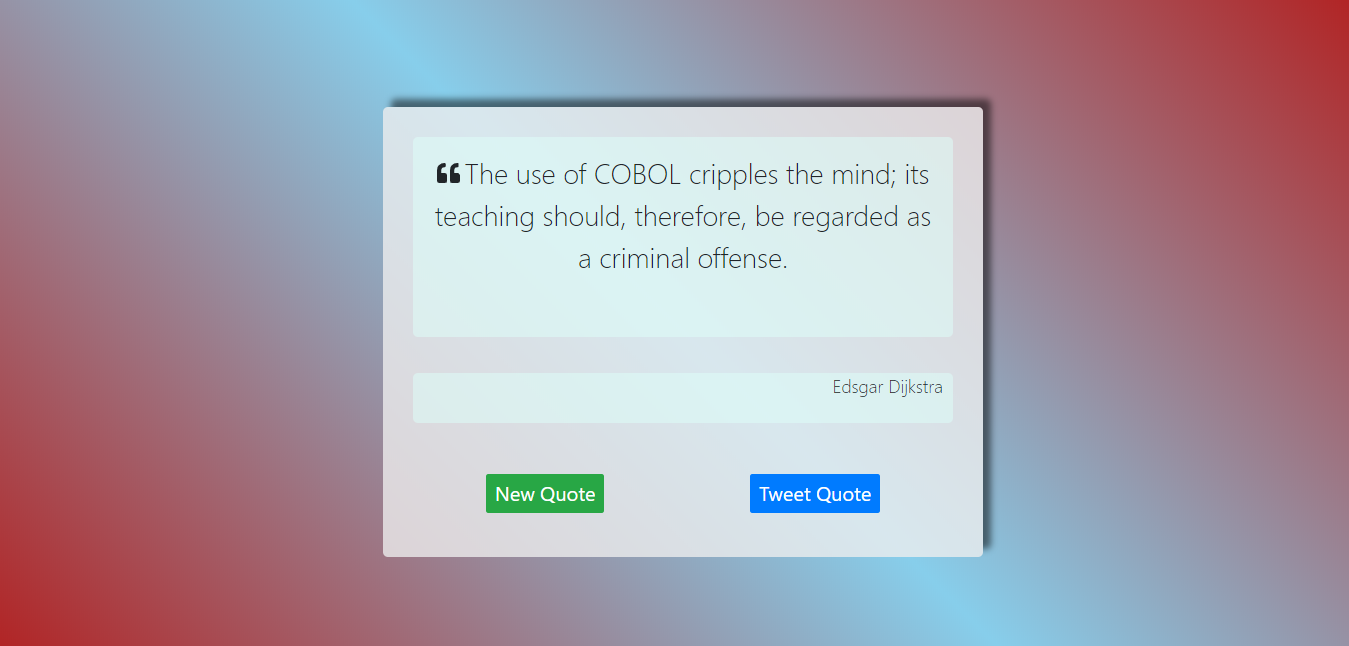 ❝The use of COBOL cripples the mind; its
teaching should, therefore, be regarded as
a criminal offense.
Edsgar Dijkstra
New Quote
Tweet Quote